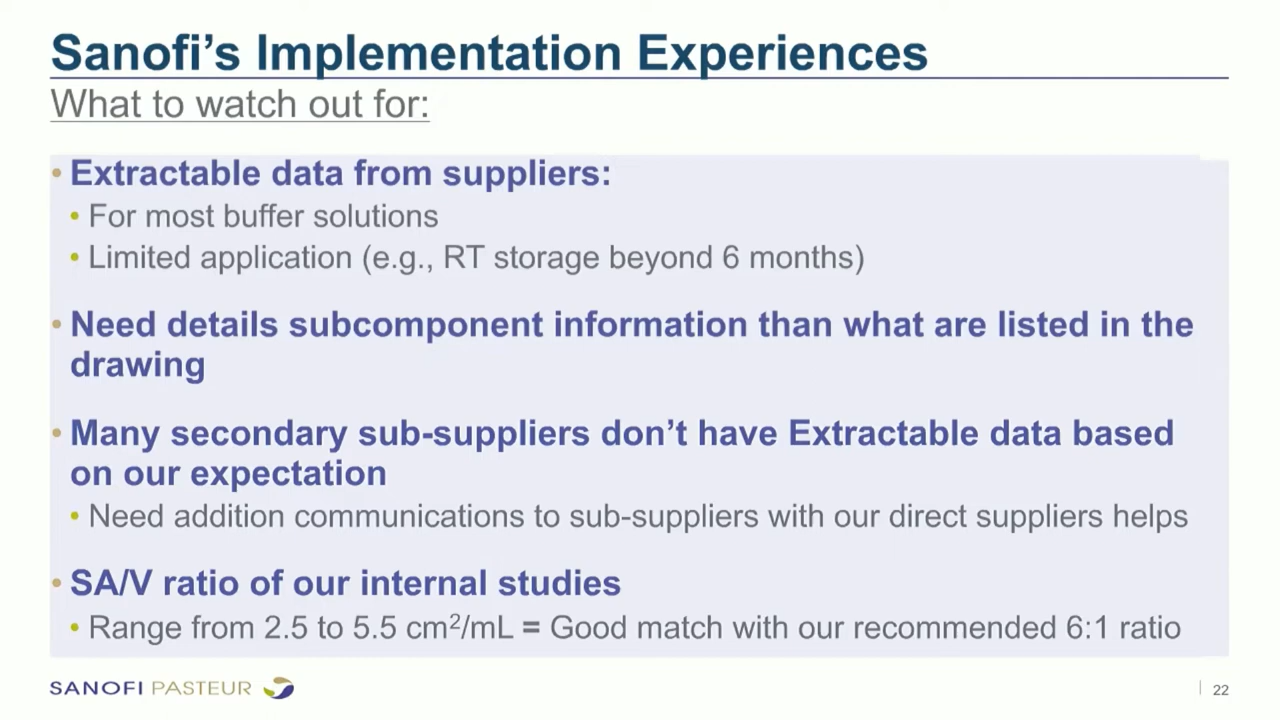 Sanofi’s Implementation Experiences
What to watch out for:
• Extractable data from suppliers:
• For most buffer solutions
• Limited application (e.g., RT storage beyond 6 months)
• Need details subcomponent information than what are listed in the
drawing
• Many secondary sub-suppliers don’t have Extractable data based
on our expectation
• Need addition communications to sub-suppliers with our direct suppliers helps
• SA/V ratio of our internal studies
• Range from 2.5 to 5.5 cm²/mL = Good match with our recommended 6:1 ratio
SANOFI PASTEUR
22